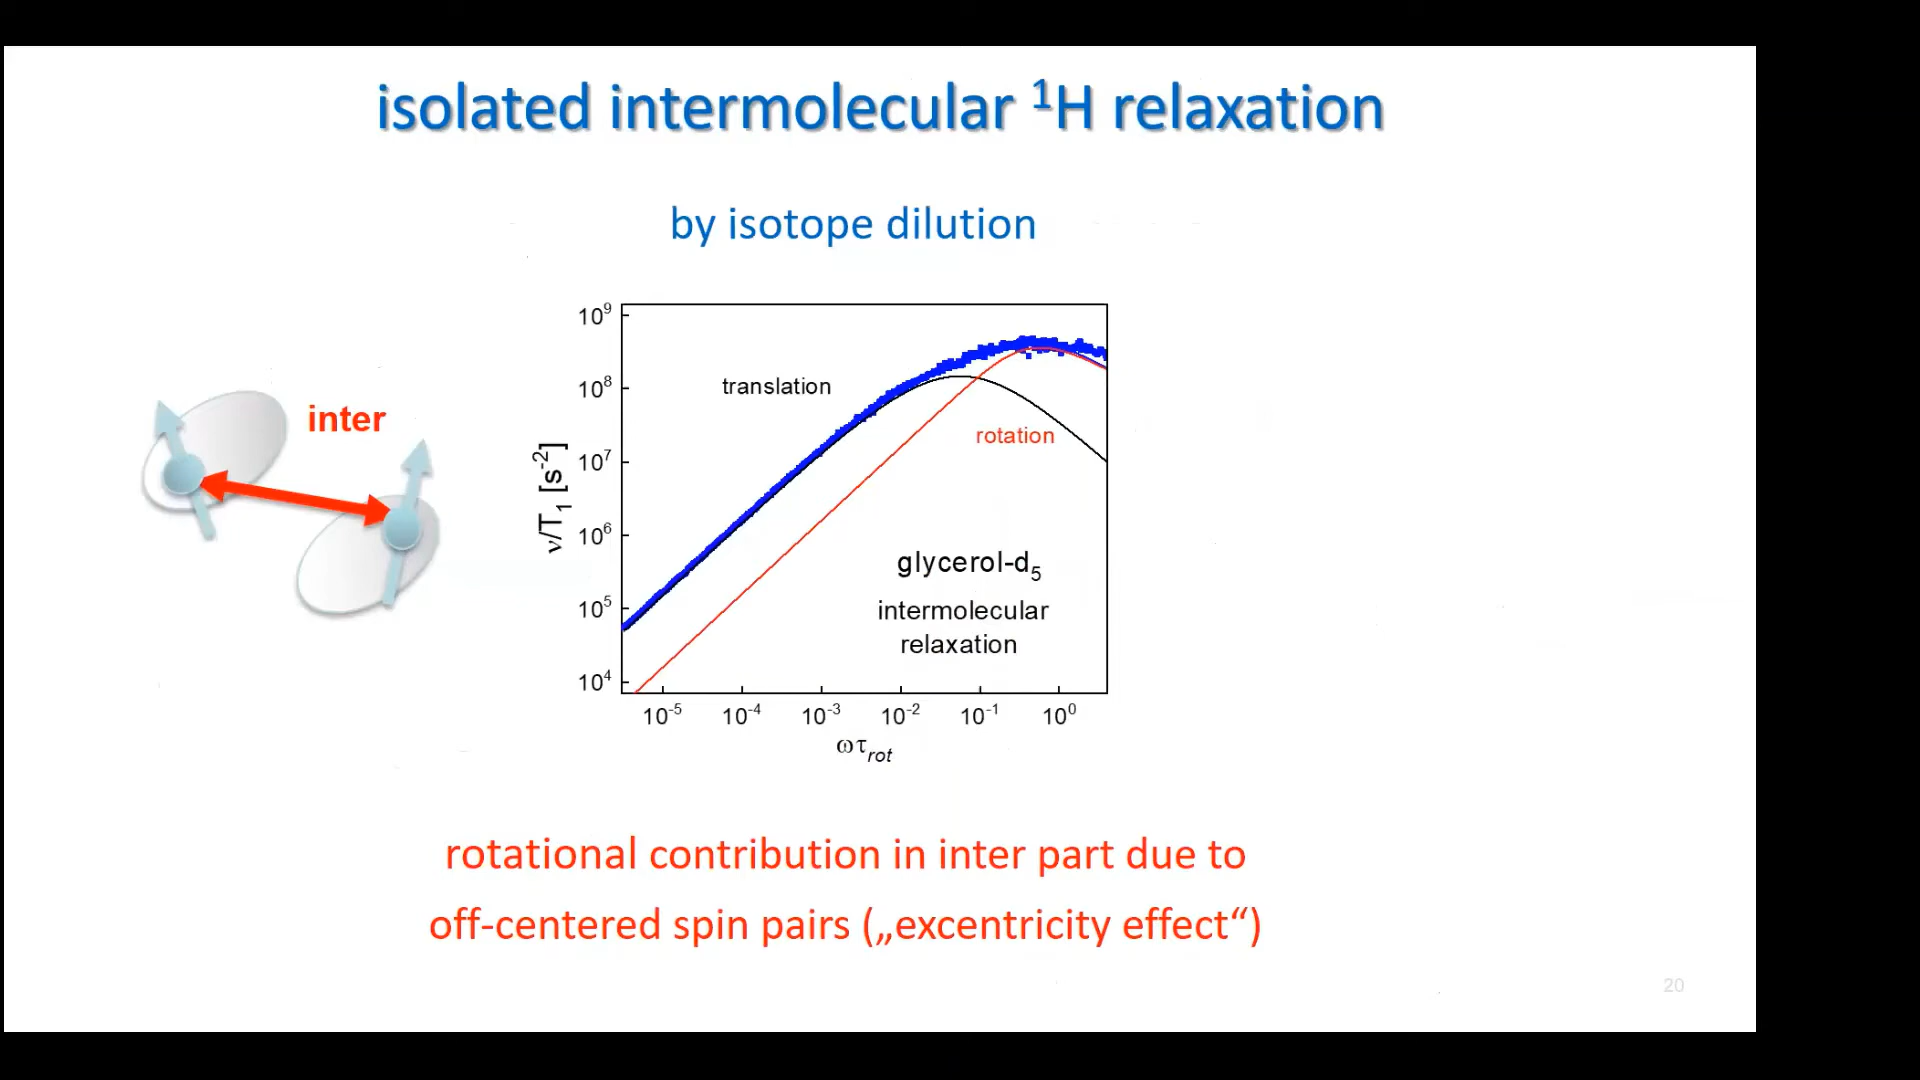 isolated intermolecular ¹H relaxation
by isotope dilution
inter
10⁹
10⁸
10⁷
10⁶
10⁵
10⁴
ν/T₁ [s⁻²]
translation
rotation
glycerol-d₅
intermolecular
relaxation
10⁻⁵ 10⁻⁴ 10⁻³ 10⁻² 10⁻¹ 10⁰
ωτ_rot
rotational contribution in inter part due to
off-centered spin pairs („excentricity effect“)
20